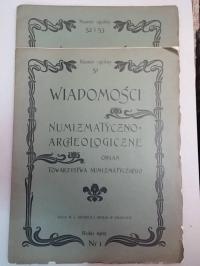 Numer ogólny
52 i 53
Numer ogólny
51
WIADOMOŚCI
NUMIZMATYCZNO-
ARCHEOLOGICZNE
ORGAN
TOWARZYSTWA NUMIZMATYCZNEGO
Nr 1